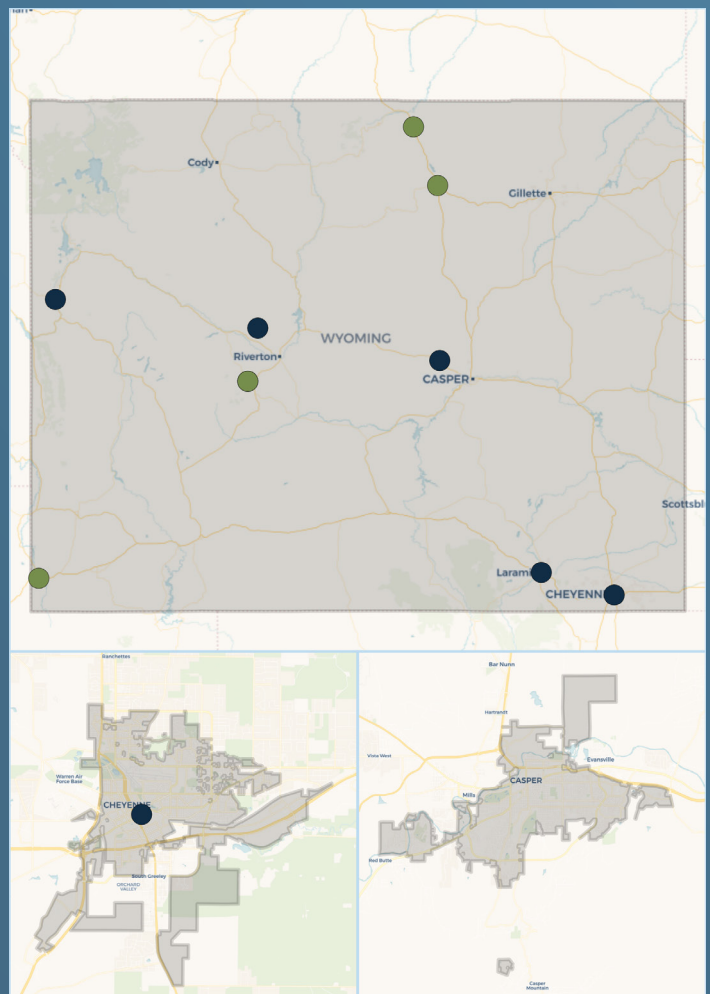 Cody
Gillette
WYOMING
Riverton
CASPER
Scottsbl
Laram
CHEYENN
Ranchettes
Warren Air
Force Base
CHEYENNE
South Greeley
ORCHARD
VALLEY
Bar Nunn
Hartrandt
Vista West
Evansville
CASPER
Mills
Red Butte
Casper
Mountain